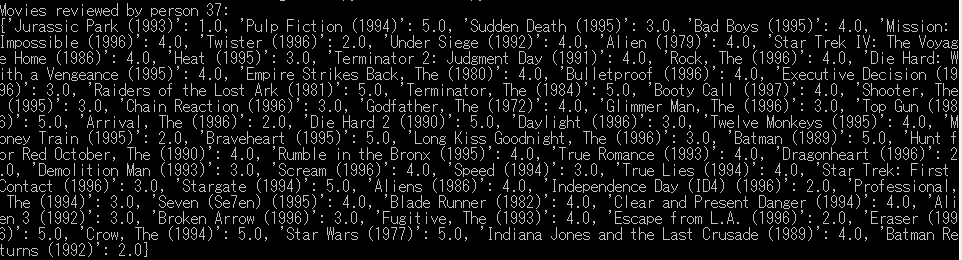 Movies reviewed by person 37:
{'Jurassic Park (1993)': 1.0, 'Pulp Fiction (1994)': 5.0, 'Sudden Death (1995)': 3.0, 'Bad Boys (1995)': 4.0, 'Mission:
Impossible (1996)': 4.0, 'Twister (1996)': 2.0, 'Under Siege (1992)': 4.0, 'Alien (1979)': 4.0, 'Star Trek IV: The Voyag
e Home (1986)': 4.0, 'Heat (1995)': 3.0, 'Terminator 2: Judgment Day (1991)': 4.0, 'Rock, The (1996)': 4.0, 'Die Hard: W
ith a Vengeance (1995)': 4.0, 'Empire Strikes Back, The (1980)': 4.0, 'Bulletproof (1996)': 4.0, 'Executive Decision (19
96)': 3.0, 'Raiders of the Lost Ark (1981)': 5.0, 'Terminator, The (1984)': 5.0, 'Booty Call (1997)': 4.0, 'Shooter, The
 (1995)': 3.0, 'Chain Reaction (1996)': 3.0, 'Godfather, The (1972)': 4.0, 'Glimmer Man, The (1996)': 3.0, 'Top Gun (198
6)': 5.0, 'Arrival, The (1996)': 2.0, 'Die Hard 2 (1990)': 5.0, 'Daylight (1996)': 3.0, 'Twelve Monkeys (1995)': 4.0, 'M
oney Train (1995)': 2.0, 'Braveheart (1995)': 5.0, 'Long Kiss Goodnight, The (1996)': 3.0, 'Batman (1989)': 5.0, 'Hunt f
or Red October, The (1990)': 4.0, 'Rumble in the Bronx (1995)': 4.0, 'True Romance (1993)': 4.0, 'Dragonheart (1996)': 2
.0, 'Demolition Man (1993)': 3.0, 'Scream (1996)': 4.0, 'Speed (1994)': 3.0, 'True Lies (1994)': 4.0, 'Star Trek: First
Contact (1996)': 3.0, 'Stargate (1994)': 5.0, 'Aliens (1986)': 4.0, 'Independence Day (ID4) (1996)': 2.0, 'Professional,
 The (1994)': 3.0, 'Seven (Se7en) (1995)': 4.0, 'Blade Runner (1982)': 4.0, 'Clear and Present Danger (1994)': 4.0, 'Ali
en 3 (1992)': 3.0, 'Broken Arrow (1996)': 3.0, 'Fugitive, The (1993)': 4.0, 'Escape from L.A. (1996)': 2.0, 'Eraser (199
6)': 5.0, 'Crow, The (1994)': 5.0, 'Star Wars (1977)': 5.0, 'Indiana Jones and the Last Crusade (1989)': 4.0, 'Batman Re
turns (1992)': 2.0}